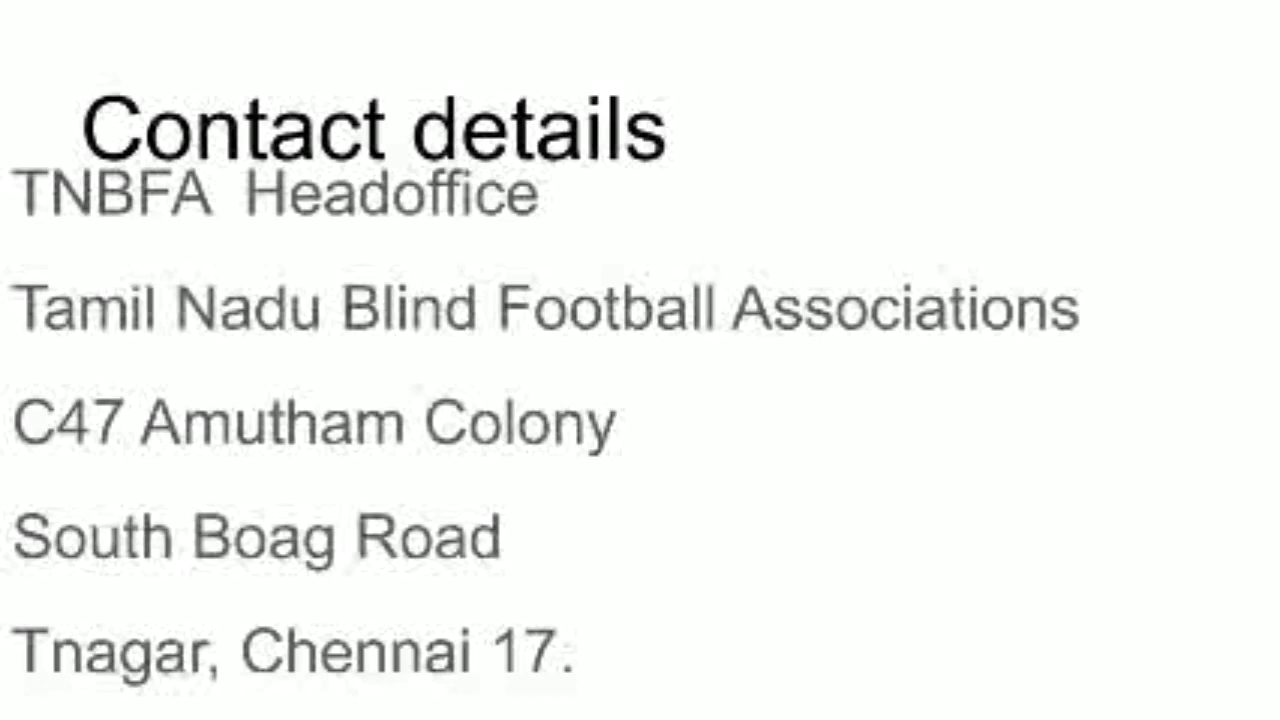 Contact details
TNBFA Headoffice
Tamil Nadu Blind Football Associations
C47 Amutham Colony
South Boag Road
Tnagar, Chennai 17.